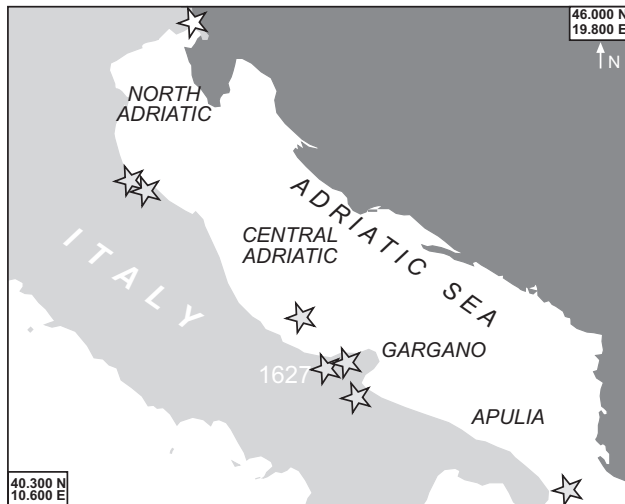 46.000 N
19.800 E
N
NORTH
ADRIATIC
ADRIATIC SEA
CENTRAL
ADRIATIC
ITALY
GARGANO
1627
APULIA
40.300 N
10.600 E